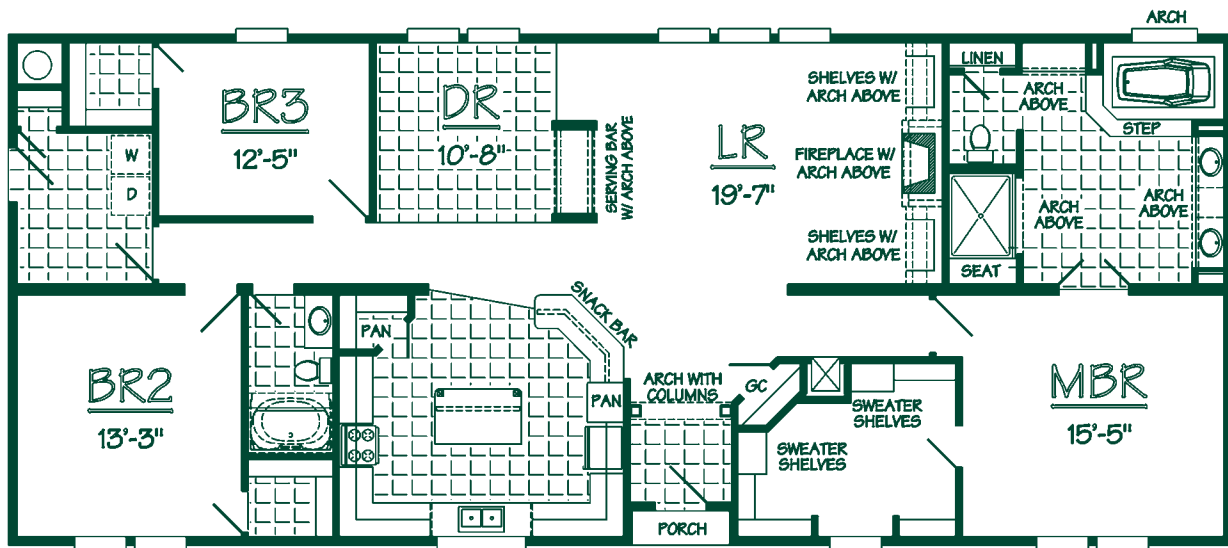 ARCH
LINEN
SHELVES W/
ARCH ABOVE
ARCH
ABOVE
STEP
BR3
12'-5"
DR
10'-8"
SERVING BAR
W/ ARCH ABOVE
LR
19'-7"
FIREPLACE W/
ARCH ABOVE
W
D
ARCH
ABOVE
ARCH
ABOVE
SHELVES W/
ARCH ABOVE
SEAT
SNACK BAR
PAN
BR2
13'-3"
ARCH WITH
COLUMNS
GC
PAN
SWEATER
SHELVES
MBR
15'-5"
SWEATER
SHELVES
PORCH